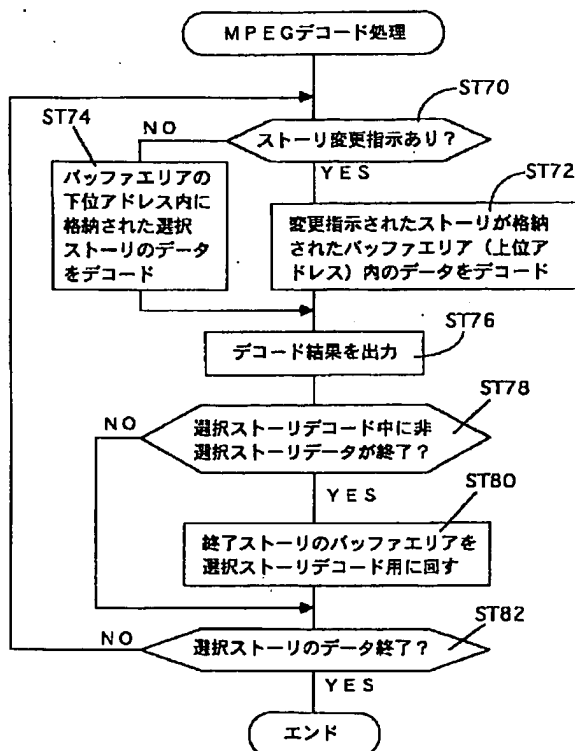 MPEGデコード処理
ST70
ストーリ変更指示あり?
NO
YES
ST74
バッファエリアの
下位アドレス内に
格納された選択
ストーリのデータ
をデコード
ST72
変更指示されたストーリが格納
されたバッファエリア(上位ア
ドレス)内のデータをデコード
ST76
デコード結果を出力
ST78
選択ストーリデコード中に非
選択ストーリデータが終了?
NO
YES
ST80
終了ストーリのバッファエリアを
選択ストーリデコード用に回す
ST82
選択ストーリのデータ終了?
NO
YES
エンド